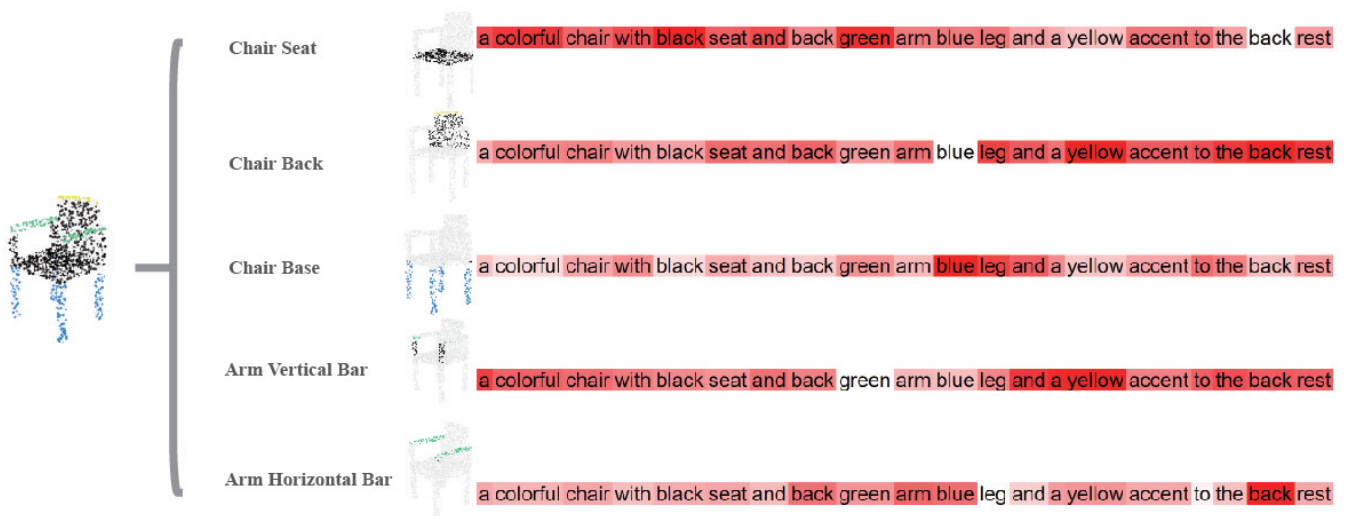 Chair Seat
a colorful chair with black seat and back green arm blue leg and a yellow accent to the back rest
Chair Back
a colorful chair with black seat and back green arm blue leg and a yellow accent to the back rest
Chair Base
a colorful chair with black seat and back green arm blue leg and a yellow accent to the back rest
Arm Vertical Bar
a colorful chair with black seat and back green arm blue leg and a yellow accent to the back rest
Arm Horizontal Bar
a colorful chair with black seat and back green arm blue leg and a yellow accent to the back rest